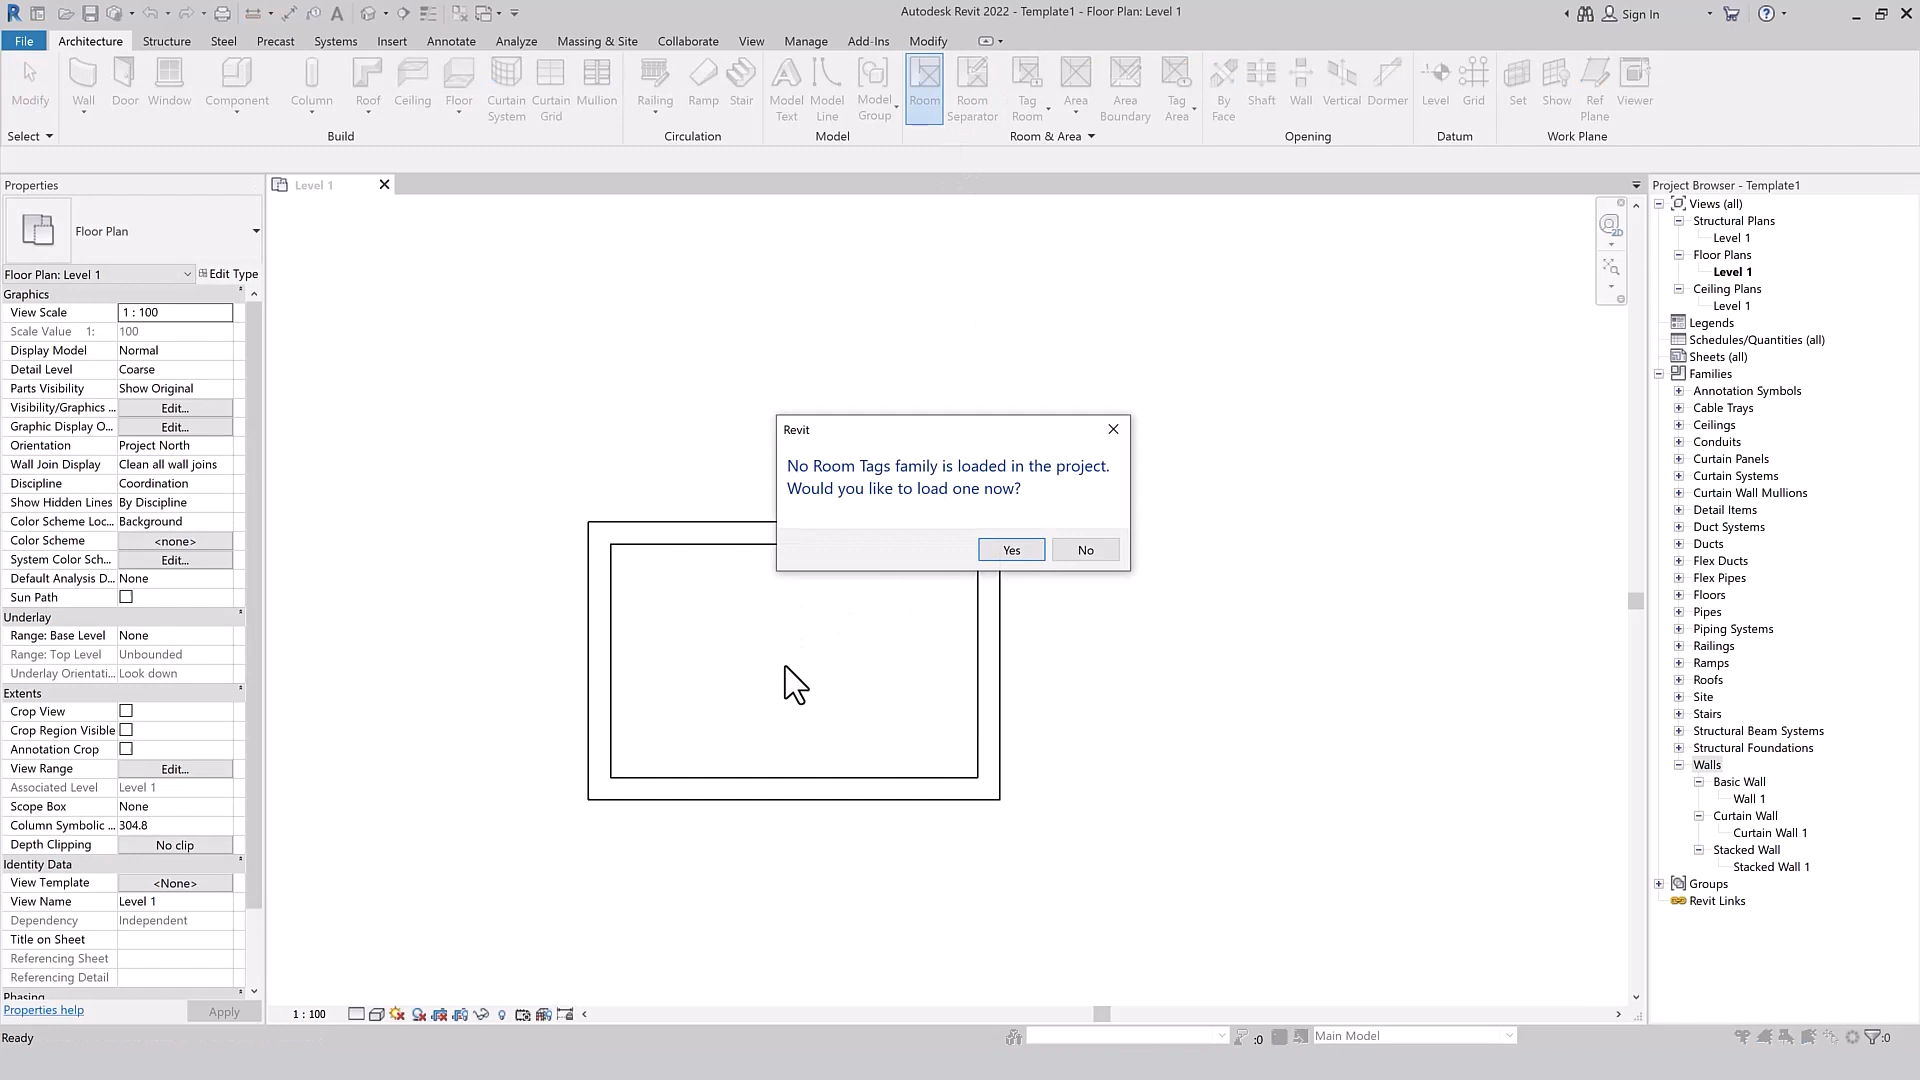 Autodesk Revit 2022 - Template1 - Floor Plan: Level 1
Sign In
File
Architecture
Structure
Steel
Precast
Systems
Insert
Annotate
Analyze
Massing & Site
Collaborate
View
Manage
Add-Ins
Modify
Modify
Wall
Door
Window
Component
Column
Roof
Ceiling
Floor
Curtain System
Curtain Grid
Mullion
Railing
Ramp
Stair
Model Text
Model Line
Model Group
Room
Room Separator
Tag Room
Area
Area Boundary
Tag Area
By Face
Shaft
Wall
Vertical
Dormer
Level
Grid
Set
Show
Ref Plane
Viewer
Select
Build
Circulation
Model
Room & Area
Opening
Datum
Work Plane
Properties
Floor Plan
Floor Plan: Level 1
Edit Type
Graphics
View Scale 1 : 100
Scale Value 1: 100
Display Model Normal
Detail Level Coarse
Parts Visibility Show Original
Visibility/Graphics ... Edit...
Graphic Display O... Edit...
Orientation Project North
Wall Join Display Clean all wall joins
Discipline Coordination
Show Hidden Lines By Discipline
Color Scheme Loc... Background
Color Scheme <none>
System Color Sch... Edit...
Default Analysis D... None
Sun Path
Underlay
Range: Base Level None
Range: Top Level Unbounded
Underlay Orientati... Look down
Extents
Crop View
Crop Region Visible
Annotation Crop
View Range Edit...
Associated Level Level 1
Scope Box None
Column Symbolic ... 304.8
Depth Clipping No clip
Identity Data
View Template <None>
View Name Level 1
Dependency Independent
Title on Sheet
Referencing Sheet
Referencing Detail
Phasing
Properties help
Apply
Ready
Level 1
2D
Revit
No Room Tags family is loaded in the project.
Would you like to load one now?
Yes
No
1 : 100
:0
Main Model
:0
Project Browser - Template1
Views (all)
Structural Plans
Level 1
Floor Plans
Level 1
Ceiling Plans
Level 1
Legends
Schedules/Quantities (all)
Sheets (all)
Families
Annotation Symbols
Cable Trays
Ceilings
Conduits
Curtain Panels
Curtain Systems
Curtain Wall Mullions
Detail Items
Duct Systems
Ducts
Flex Ducts
Flex Pipes
Floors
Pipes
Piping Systems
Railings
Ramps
Roofs
Site
Stairs
Structural Beam Systems
Structural Foundations
Walls
Basic Wall
Wall 1
Curtain Wall
Curtain Wall 1
Stacked Wall
Stacked Wall 1
Groups
Revit Links